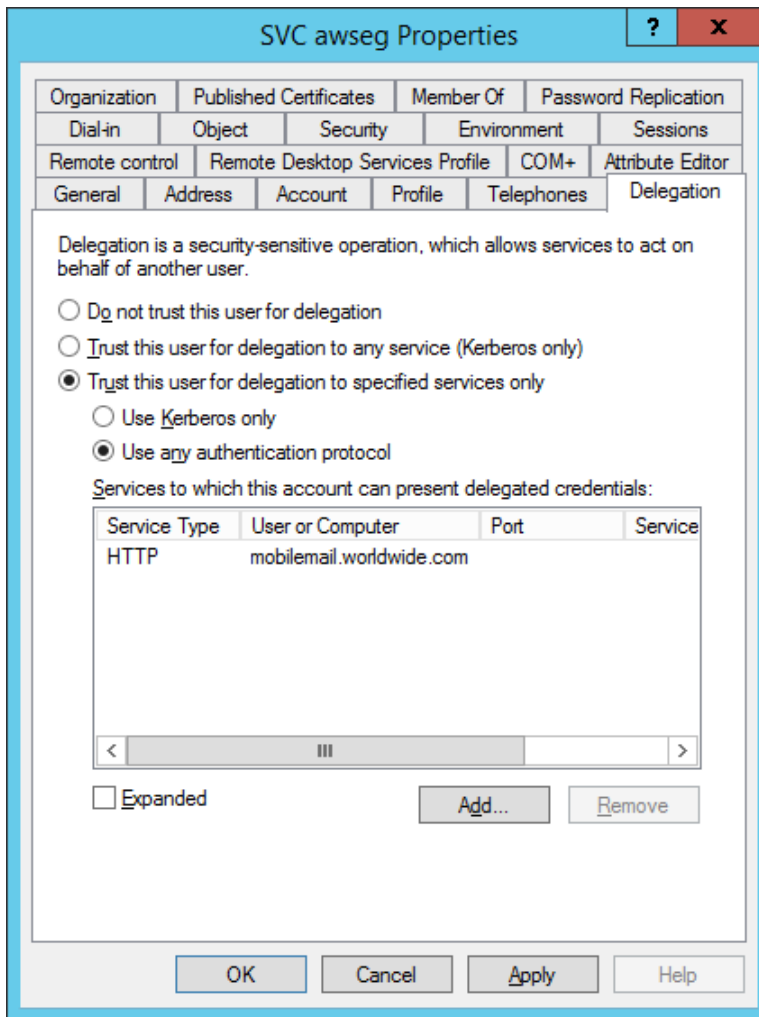 SVC awseg Properties
?
x
Organization Published Certificates Member Of Password Replication
Dial-in Object Security Environment Sessions
Remote control Remote Desktop Services Profile COM+ Attribute Editor
General Address Account Profile Telephones Delegation
Delegation is a security-sensitive operation, which allows services to act on
behalf of another user.
Do not trust this user for delegation
Trust this user for delegation to any service (Kerberos only)
Trust this user for delegation to specified services only
Use Kerberos only
Use any authentication protocol
Services to which this account can present delegated credentials:
Service Type User or Computer Port Service
HTTP mobilemail.worldwide.com
Expanded Add... Remove
OK Cancel Apply Help